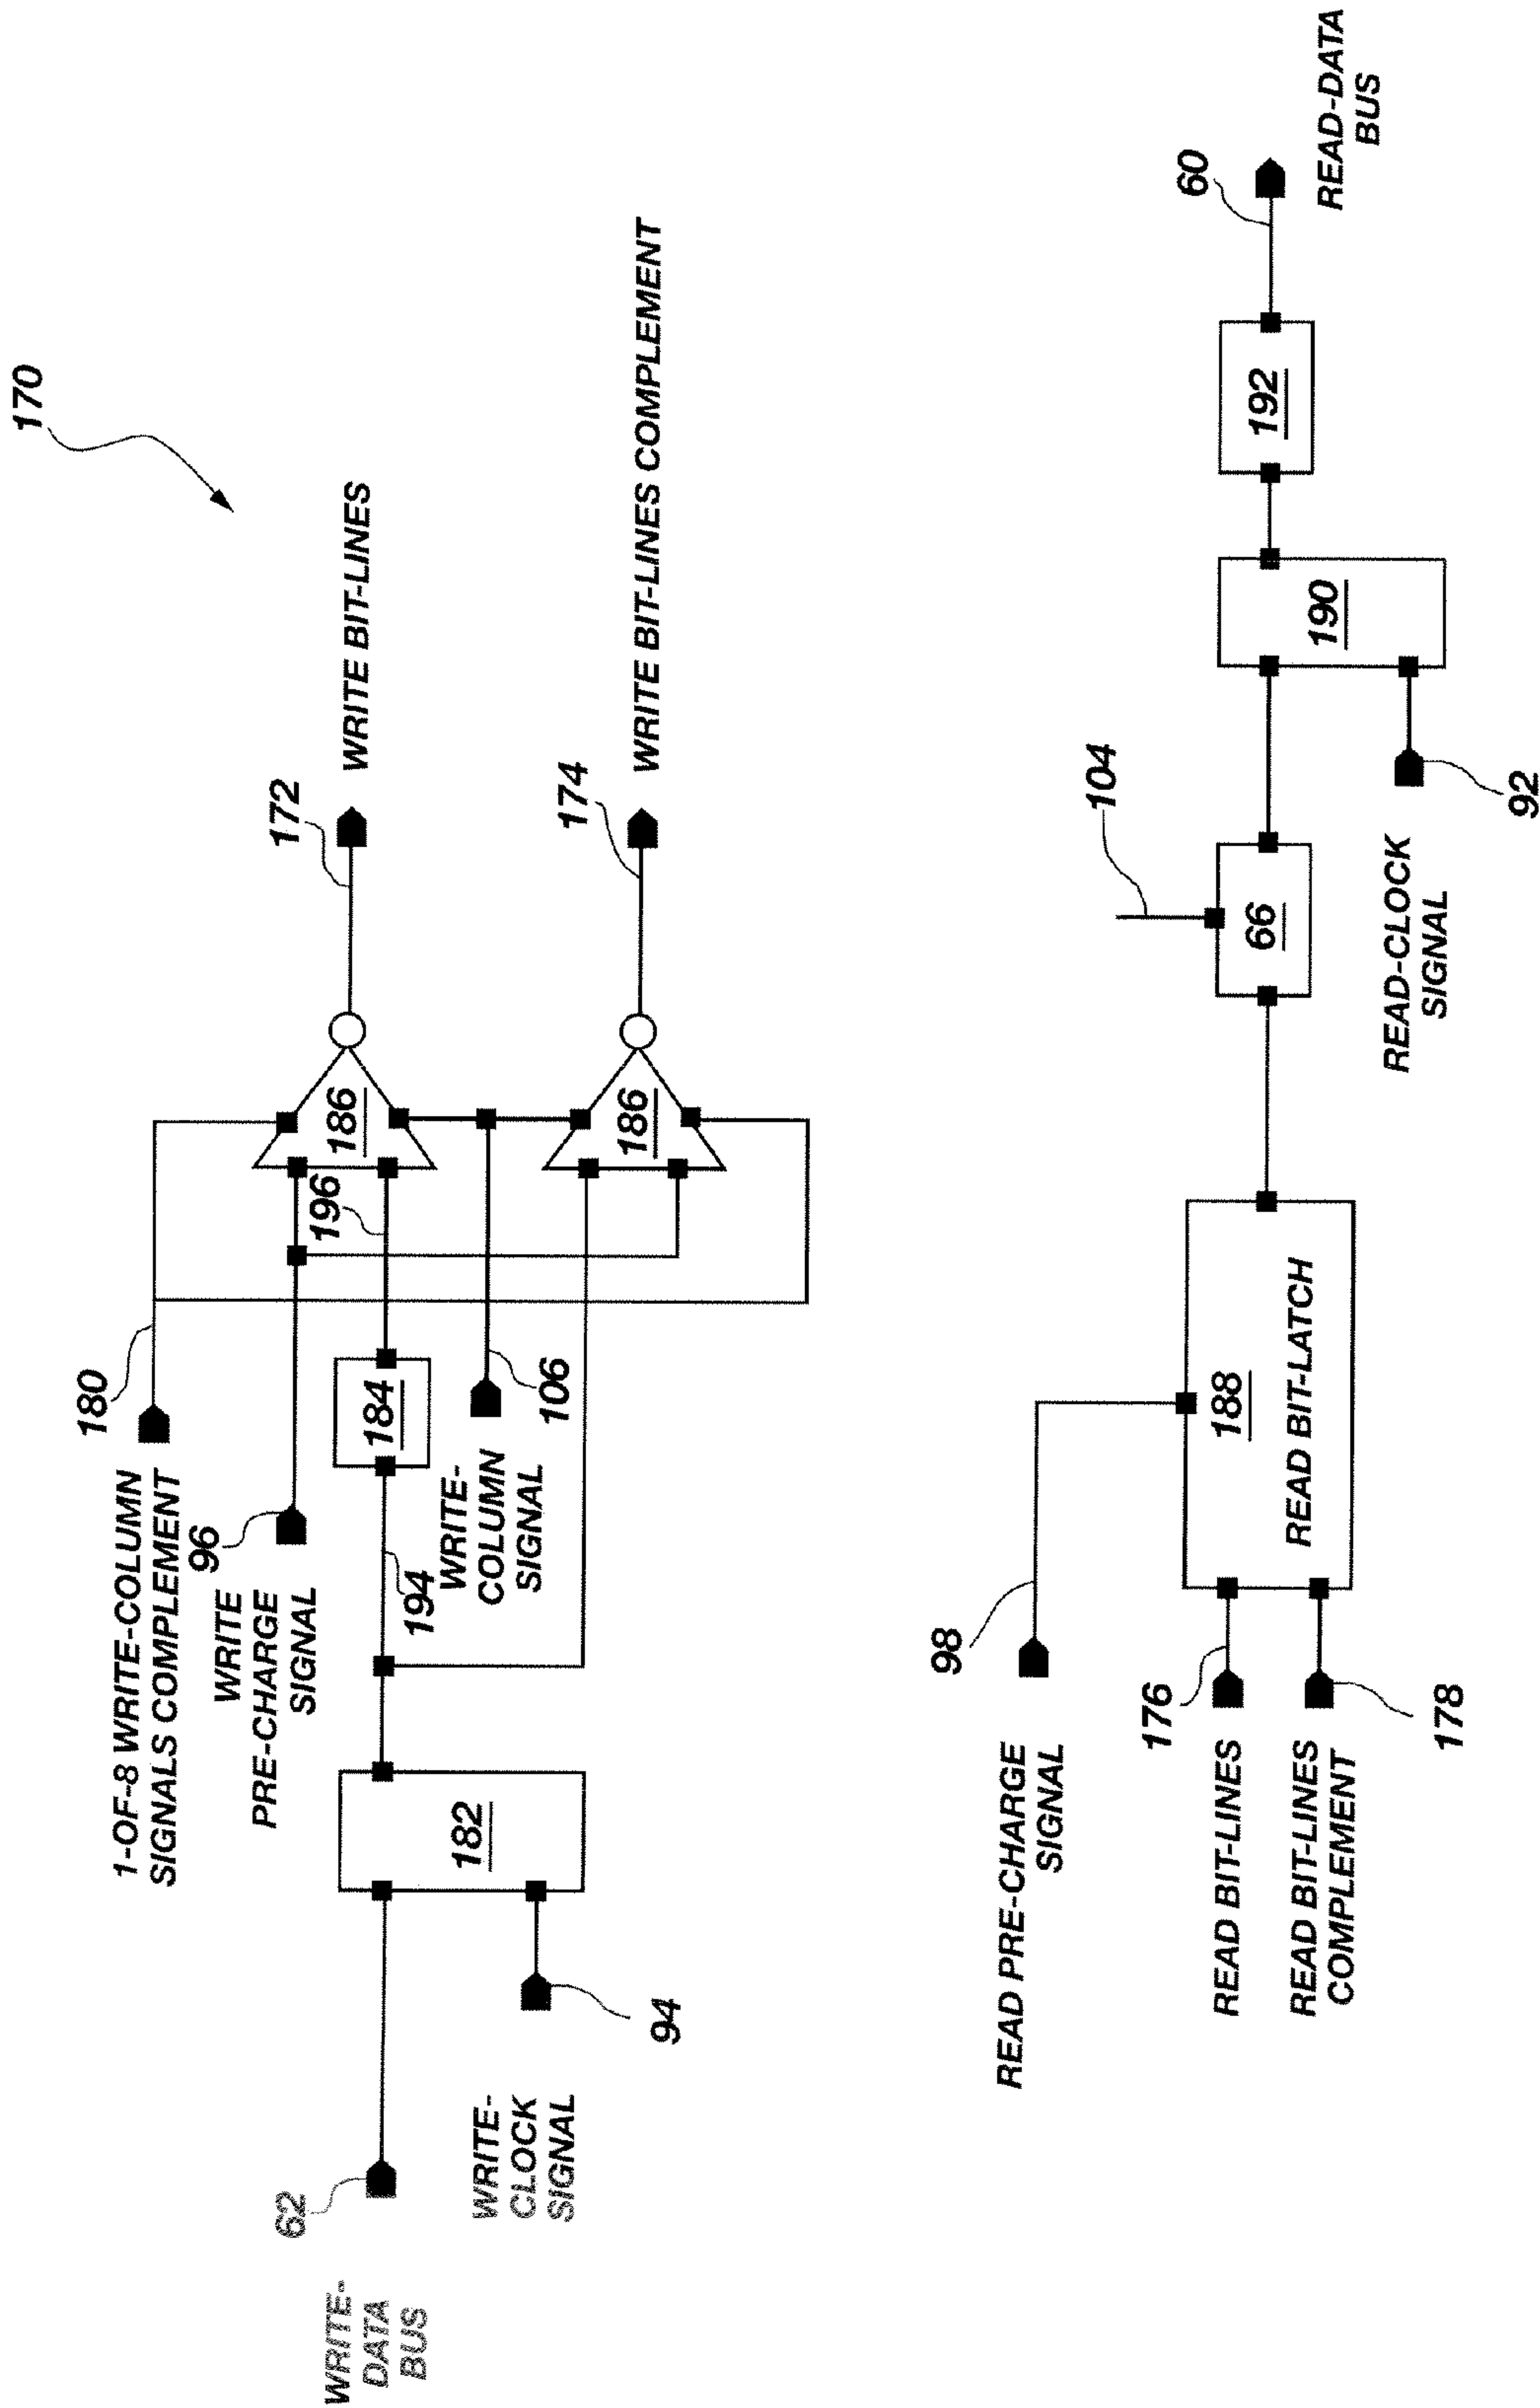 170
1-OF-8 WRITE-COLUMN
SIGNALS COMPLEMENT
180
96
WRITE
PRE-CHARGE
SIGNAL
196
186
172
WRITE BIT-LINES
184
194
WRITE-
COLUMN
SIGNAL
106
186
174
WRITE BIT-LINES COMPLEMENT
182
62
WRITE-
DATA
BUS
WRITE-
CLOCK
SIGNAL
94
READ PRE-CHARGE
SIGNAL
98
176
READ BIT-LINES
READ BIT-LINES
COMPLEMENT
178
188
READ BIT-LATCH
104
66
READ-CLOCK
SIGNAL
92
190
192
60
READ-DATA
BUS